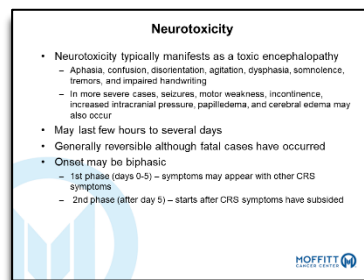 Neurotoxicity
• Neurotoxicity typically manifests as a toxic encephalopathy
– Aphasia, confusion, disorientation, agitation, dysphasia, somnolence,
tremors, and impaired handwriting
– In more severe cases, seizures, motor weakness, incontinence,
increased intracranial pressure, papilledema, and cerebral edema may
also occur
• May last few hours to several days
• Generally reversible although fatal cases have occurred
• Onset may be biphasic
– 1st phase (days 0-5) – symptoms may appear with other CRS
symptoms
– 2nd phase (after day 5) – starts after CRS symptoms have subsided
MOFFITT
CANCER CENTER